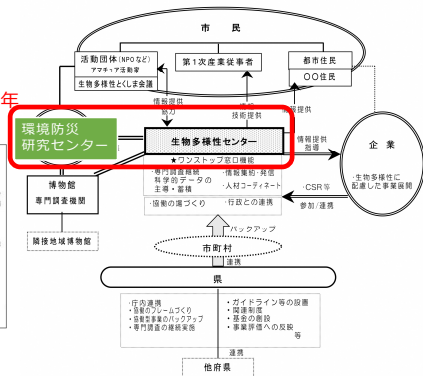 市 民
活動団体(NPOなど)
アマチュア活動家
生物多様性とくしま会議
第1次産業従事者
都市住民
〇〇住民
年
情報提供
協力
技術提供
情報提供
環境防災
研究センター
生物多様性センター
★ワンストップ窓口機能
・専門調査継続
科学的データの
主導・蓄積
・情報集約・発信
・人材コーディネート
・協働の場づくり
・行政との連携
情報提供
指導
企 業
・生物多様性に
配慮した事業展開
・CSR等
参加/連携
博物館
専門調査機関
隣接地域博物館
バックアップ
市町村
連携
県
・庁内連携
・協働のフレームづくり
・協働型事業のバックアップ
・専門調査の継続実施
・ガイドライン等の設置
・関連制度
・基金の創設
・事業評価への反映
等
連携
他府県